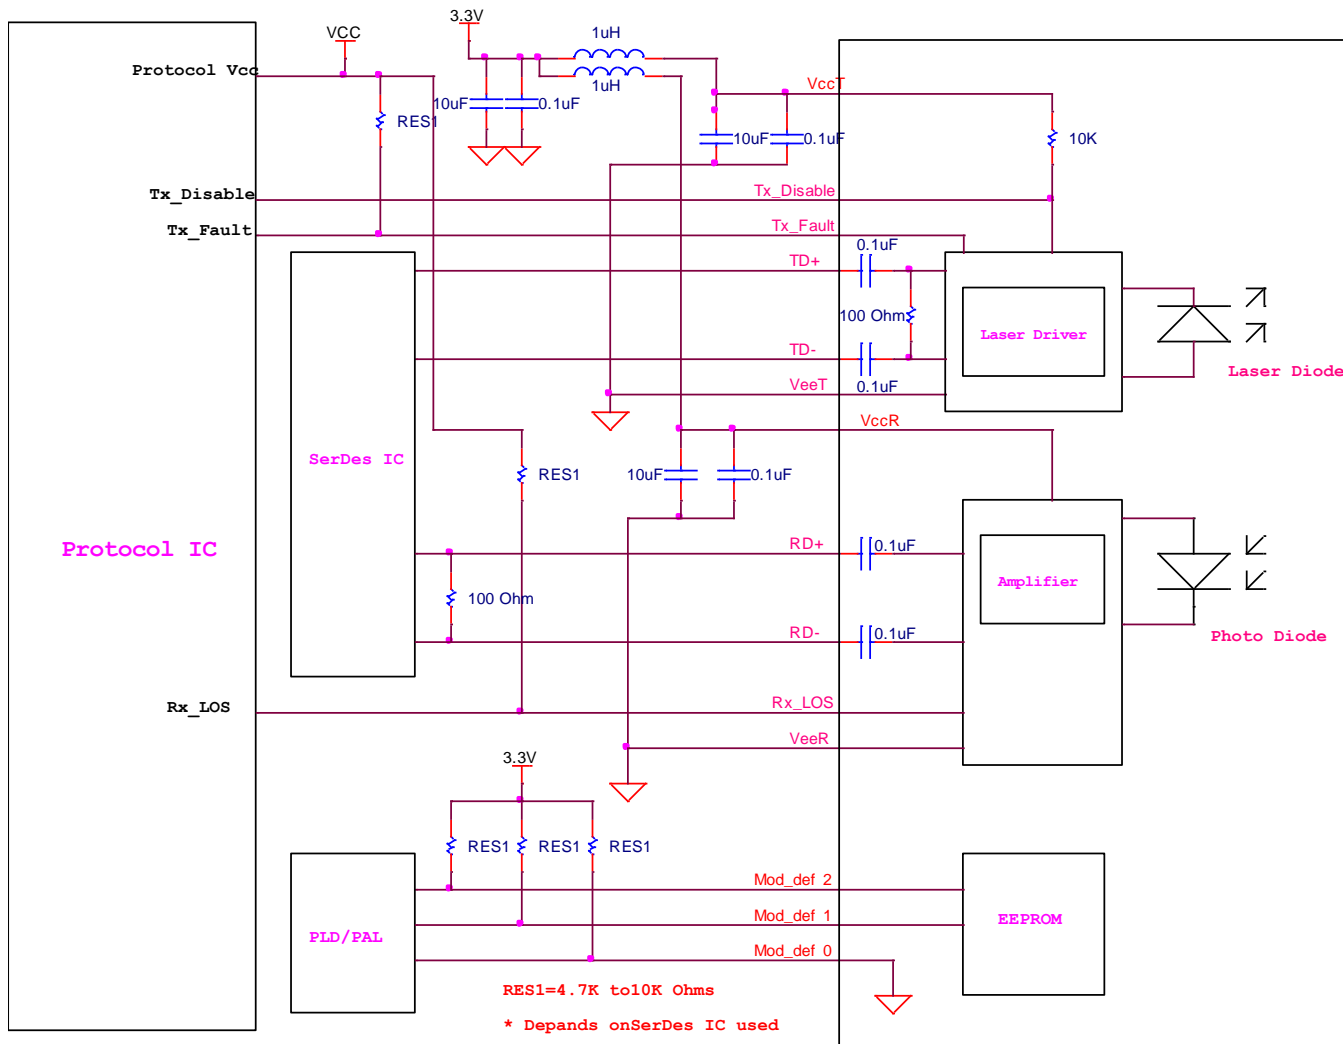 3.3V
VCC
1uH
Protocol Vcc
1uH
VccT
10uF
0.1uF
RES1
10uF
0.1uF
10K
Tx_Disable
Tx_Disable
Tx_Fault
Tx_Fault
0.1uF
TD+
100 Ohm
Laser Driver
TD-
Laser Diode
VeeT
0.1uF
VccR
SerDes IC
RES1
10uF
0.1uF
Protocol IC
RD+
0.1uF
Amplifier
100 Ohm
RD-
0.1uF
Photo Diode
Rx_LOS
Rx_LOS
VeeR
3.3V
RES1
RES1
RES1
Mod_def 2
Mod_def 1
EEPROM
PLD/PAL
Mod_def 0
RES1=4.7K to10K Ohms
* Depands onSerDes IC used